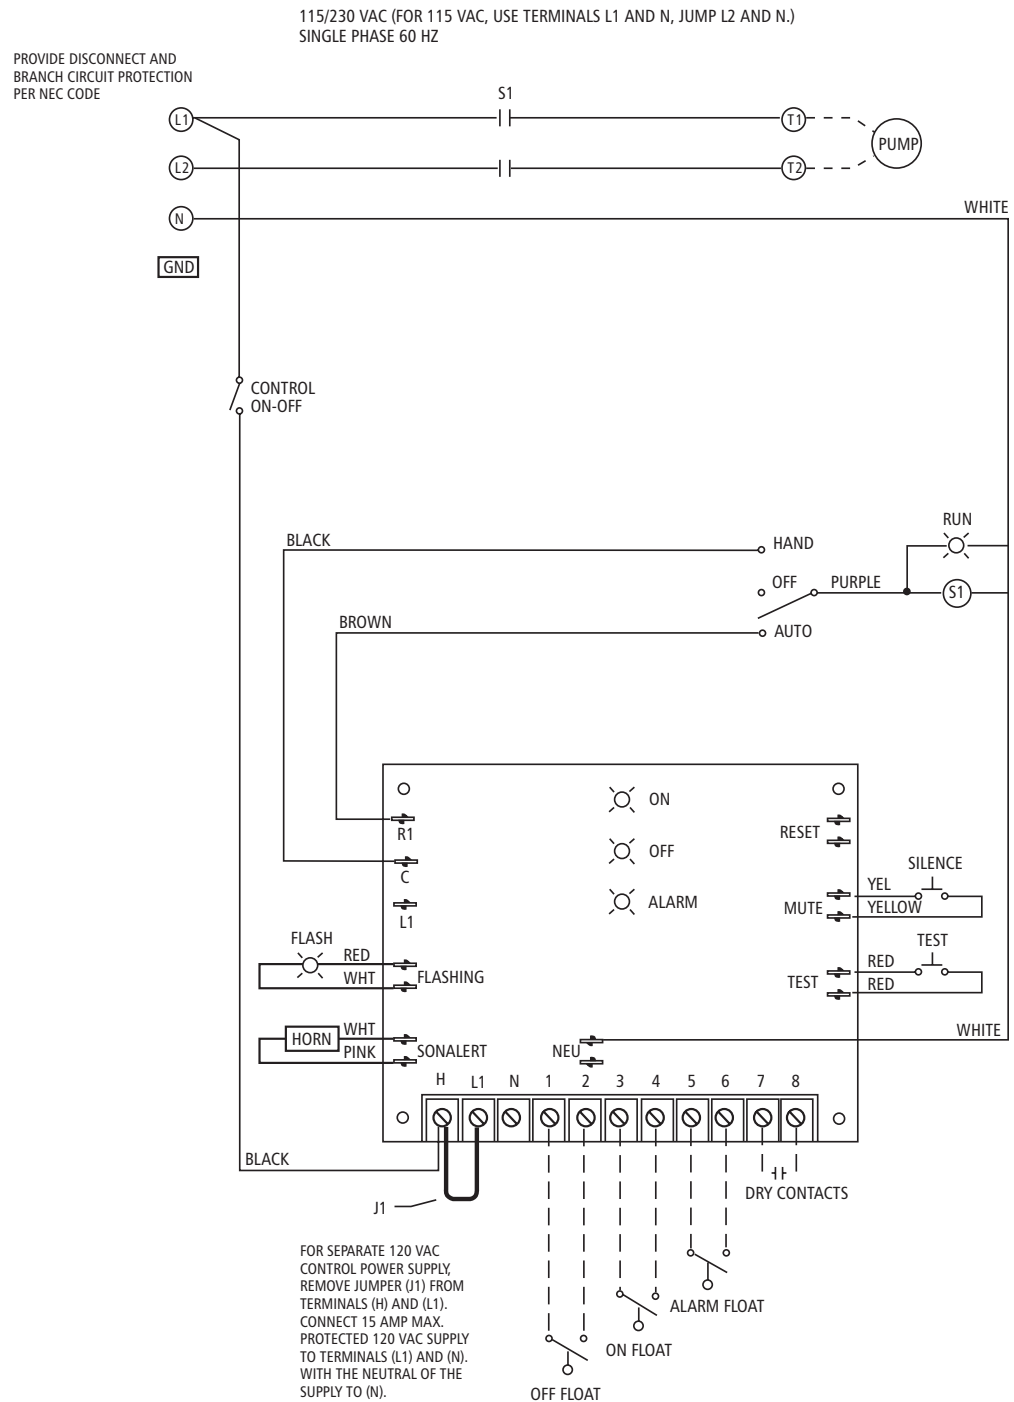 115/230 VAC (FOR 115 VAC, USE TERMINALS L1 AND N, JUMP L2 AND N.)
SINGLE PHASE 60 HZ
PROVIDE DISCONNECT AND
BRANCH CIRCUIT PROTECTION
PER NEC CODE
S1
L1
T1
PUMP
L2
T2
N
WHITE
GND
CONTROL
ON-OFF
RUN
BLACK
HAND
OFF
PURPLE
S1
BROWN
AUTO
ON
R1
RESET
OFF
C
SILENCE
YEL
ALARM
MUTE
YELLOW
L1
FLASH
TEST
RED
RED
FLASHING
WHT
TEST
RED
WHT
HORN
WHITE
PINK
SONALERT
NEU
H L1 N 1 2 3 4 5 6 7 8
BLACK
DRY CONTACTS
J1
FOR SEPARATE 120 VAC
CONTROL POWER SUPPLY,
REMOVE JUMPER (J1) FROM
TERMINALS (H) AND (L1).
CONNECT 15 AMP MAX.
PROTECTED 120 VAC SUPPLY
TO TERMINALS (L1) AND (N).
WITH THE NEUTRAL OF THE
SUPPLY TO (N).
ALARM FLOAT
ON FLOAT
OFF FLOAT